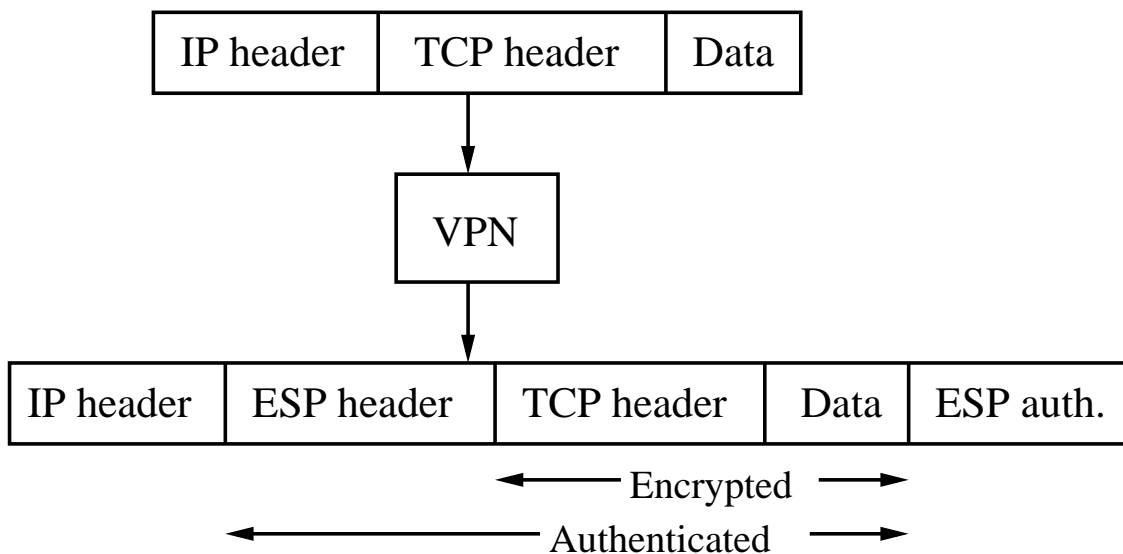 IP header TCP header Data
VPN
IP header ESP header TCP header Data ESP auth.
Encrypted
Authenticated